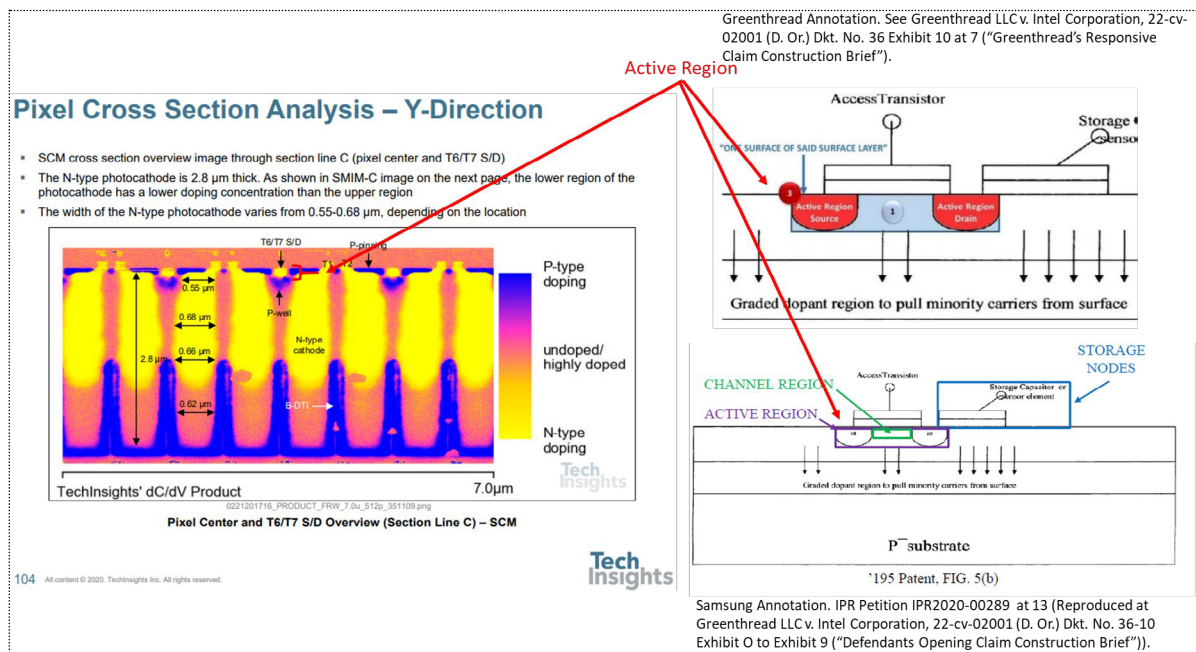 Greenthread Annotation. See Greenthread LLC v. Intel Corporation, 22-cv-
02001 (D. Or.) Dkt. No. 36 Exhibit 10 at 7 (“Greenthread’s Responsive
Claim Construction Brief”).
Active Region
Pixel Cross Section Analysis – Y-Direction
▪ SCM cross section overview image through section line C (pixel center and T6/T7 S/D)
▪ The N-type photocathode is 2.8 µm thick. As shown in SMIM-C image on the next page, the lower region of the
photocathode has a lower doping concentration than the upper region
▪ The width of the N-type photocathode varies from 0.55-0.68 µm, depending on the location
T6/T7 S/D
P-pinning
T1
T2
0.55 µm
P-well
0.68 µm
N-type
cathode
2.8 µm
0.66 µm
B-DTI
0.62 µm
P-type
doping
undoped/
highly doped
N-type
doping
Tech
Insights
TechInsights' dC/dV Product
7.0µm
0221201716_PRODUCT_FRW_7.0u_512p_351109.png
Pixel Center and T6/T7 S/D Overview (Section Line C) – SCM
104 All content © 2020. TechInsights Inc. All rights reserved.
Tech
Insights
AccessTransistor
Storage
senso
"ONE SURFACE OF SAID SURFACE LAYER"
3
Active Region
Source
1
Active Region
Drain
Graded dopant region to pull minority carriers from surface
STORAGE
NODES
CHANNEL REGION
ACTIVE REGION
AccessTransistor
Storage Capacitor or
sensor element
Graded dopant region to pull minority carriers from surface
P⁻ substrate
’195 Patent, FIG. 5(b)
Samsung Annotation. IPR Petition IPR2020-00289 at 13 (Reproduced at
Greenthread LLC v. Intel Corporation, 22-cv-02001 (D. Or.) Dkt. No. 36-10
Exhibit O to Exhibit 9 (“Defendants Opening Claim Construction Brief”)).